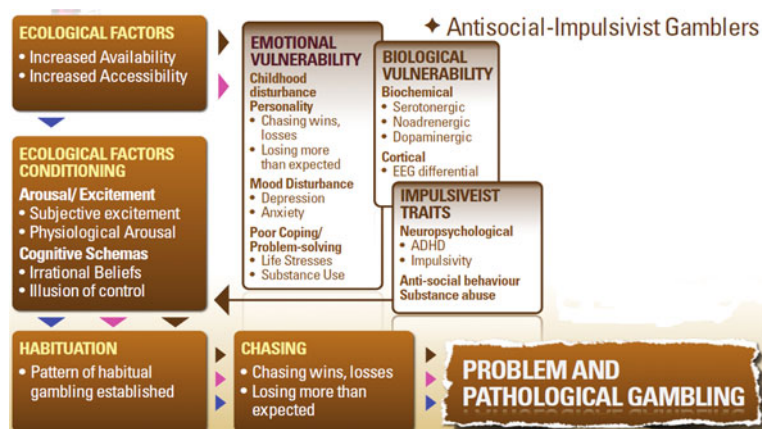 ✦ Antisocial-Impulsivist Gamblers
ECOLOGICAL FACTORS
• Increased Availability
• Increased Accessibility
EMOTIONAL
VULNERABILITY
Childhood
disturbance
Personality
• Chasing wins,
losses
• Losing more
than expected
Mood Disturbance
• Depression
• Anxiety
Poor Coping/
Problem-solving
• Life Stresses
• Substance Use
BIOLOGICAL
VULNERABILITY
Biochemical
• Serotonergic
• Noadrenergic
• Dopaminergic
Cortical
• EEG differential
IMPULSIVEIST
TRAITS
Neuropsychological
• ADHD
• Impulsivity
Anti-social behaviour
Substance abuse
ECOLOGICAL FACTORS
CONDITIONING
Arousal/ Excitement
• Subjective excitement
• Physiological Arousal
Cognitive Schemas
• Irrational Beliefs
• Illusion of control
HABITUATION
• Pattern of habitual
gambling established
CHASING
• Chasing wins, losses
• Losing more than
expected
PROBLEM AND
PATHOLOGICAL GAMBLING